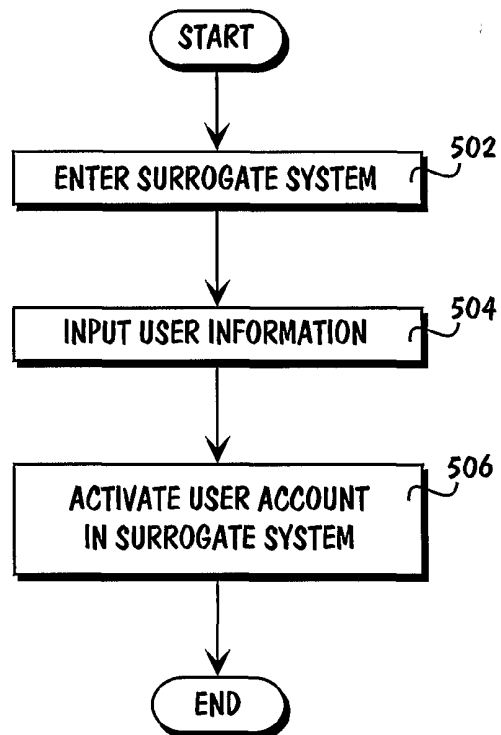 START
ENTER SURROGATE SYSTEM
502
INPUT USER INFORMATION
504
ACTIVATE USER ACCOUNT
IN SURROGATE SYSTEM
506
END